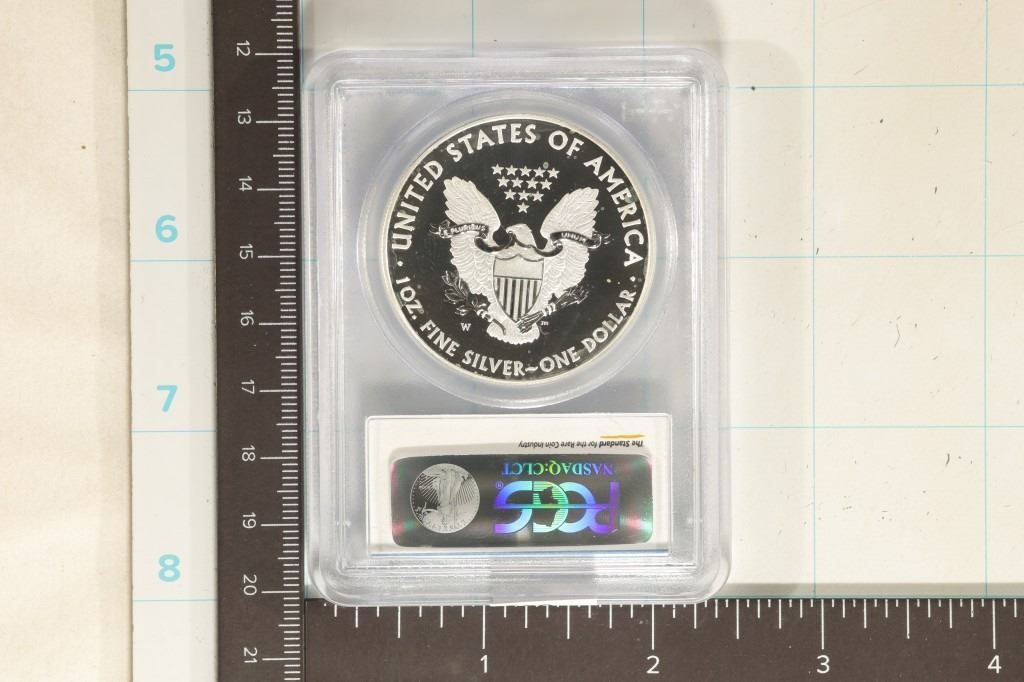 5
6
7
8
12
13
14
15
16
17
18
19
20
21
UNITED STATES OF AMERICA
PLURIBUS UNUM
W
1 OZ. FINE SILVER~ONE DOLLAR
The Standard for the Rare Coin Industry
NASDAQ:CLCT
PCGS®
1 2 3 4